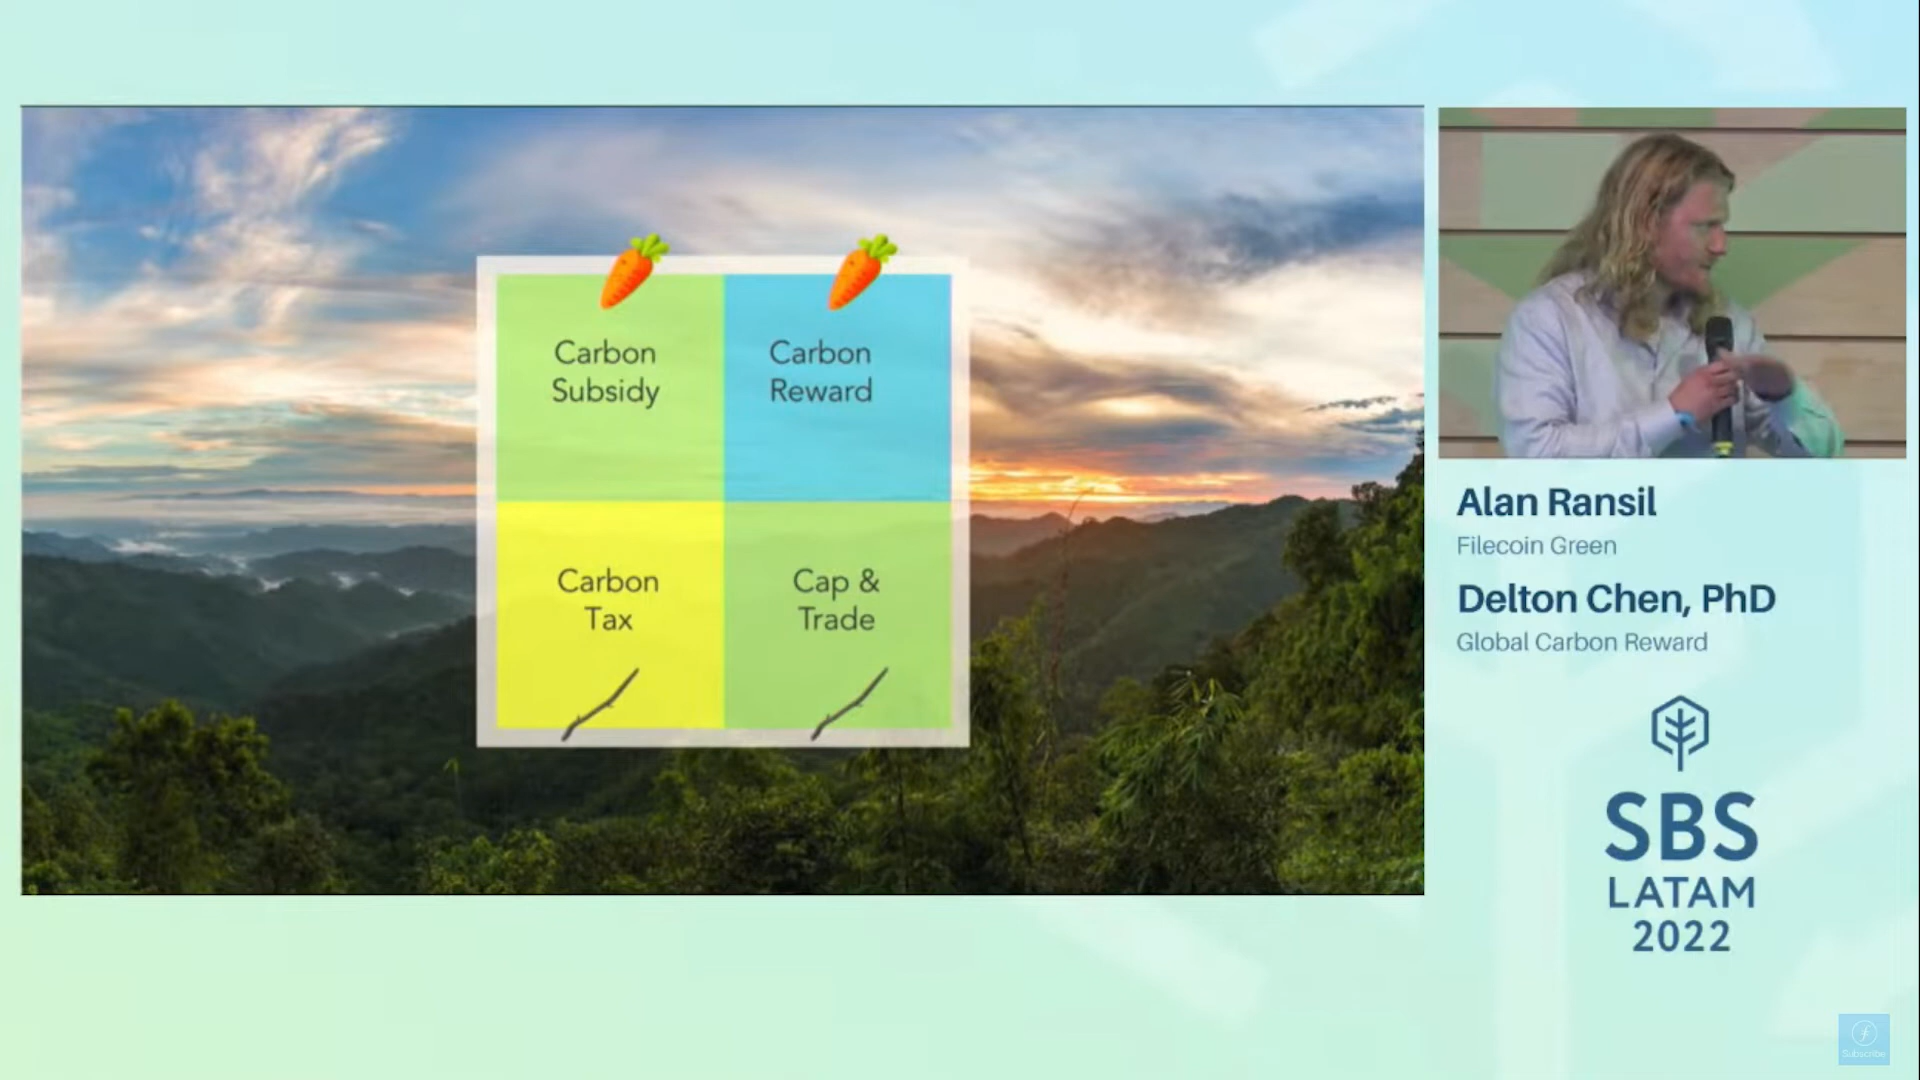 Carbon
Subsidy
Carbon
Reward
Carbon
Tax
Cap &
Trade
Alan Ransil
Filecoin Green
Delton Chen, PhD
Global Carbon Reward
SBS
LATAM
2022
Subscribe